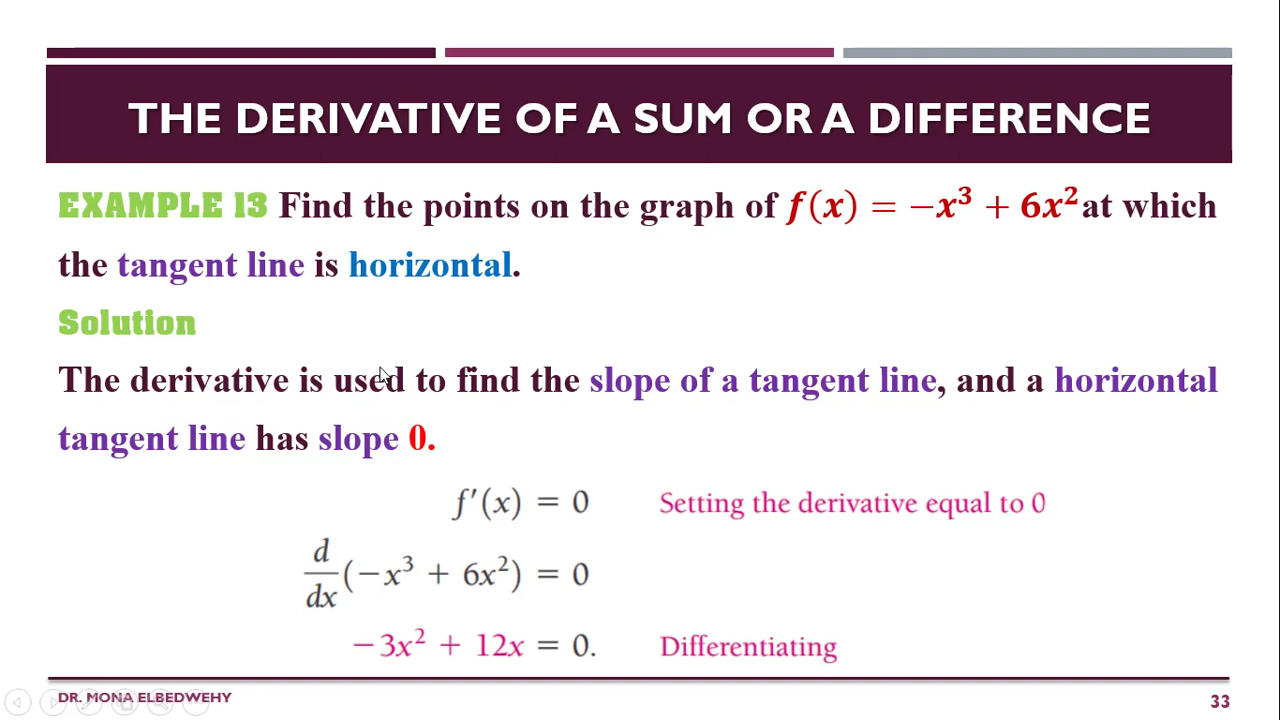 THE DERIVATIVE OF A SUM OR A DIFFERENCE
EXAMPLE 13 Find the points on the graph of f(x) = −x³ + 6x² at which
the tangent line is horizontal.
Solution
The derivative is used to find the slope of a tangent line, and a horizontal
tangent line has slope 0.
f′(x) = 0 Setting the derivative equal to 0
d/dx(−x³ + 6x²) = 0
−3x² + 12x = 0. Differentiating
DR. MONA ELBEDWEHY 33